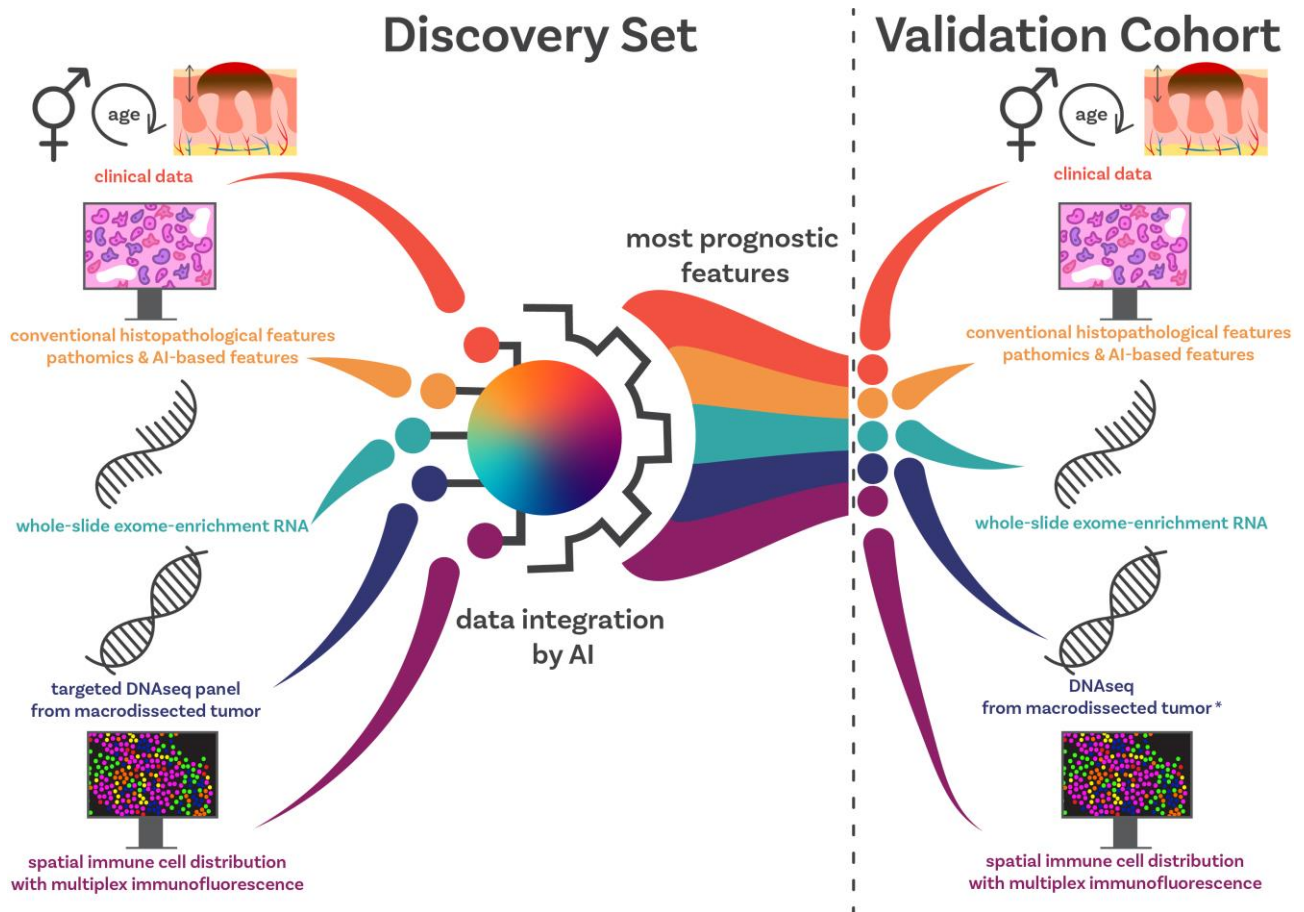 Discovery Set
Validation Cohort
age
clinical data
conventional histopathological features
pathomics & AI-based features
whole-slide exome-enrichment RNA
targeted DNAseq panel
from macrodissected tumor
spatial immune cell distribution
with multiplex immunofluorescence
most prognostic
features
data integration
by AI
age
clinical data
conventional histopathological features
pathomics & AI-based features
whole-slide exome-enrichment RNA
DNAseq
from macrodissected tumor *
spatial immune cell distribution
with multiplex immunofluorescence